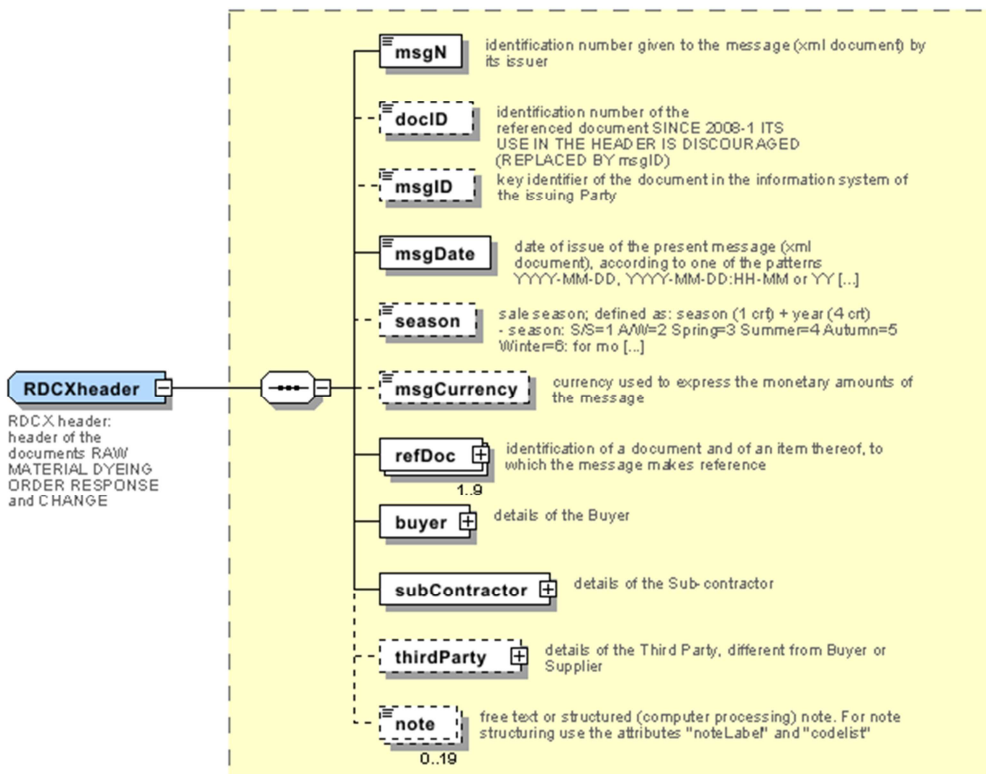 msgN
identification number given to the message (xml document) by
its issuer
docID
identification number of the
referenced document SINCE 2008-1 ITS
USE IN THE HEADER IS DISCOURAGED
(REPLACED BY msgID)
msgID
key identifier of the document in the information system of
the issuing Party
msgDate
date of issue of the present message (xml
document), according to one of the patterns
YYYY-MM-DD, YYYY-MM-DD:HH-MM or YY [...]
season
sale season; defined as: season (1 crt) + year (4 crt)
- season: S/S=1 A/W=2 Spring=3 Summer=4 Autumn=5
Winter=6: for mo [...]
RDCXheader
RDCX header:
header of the
documents RAW
MATERIAL DYEING
ORDER RESPONSE
and CHANGE
msgCurrency
currency used to express the monetary amounts of
the message
refDoc
identification of a document and of an item thereof, to
which the message makes reference
1..9
buyer
details of the Buyer
subContractor
details of the Sub-contractor
thirdParty
details of the Third Party, different from Buyer or
Supplier
note
free text or structured (computer processing) note. For note
structuring use the attributes "noteLabel" and "codelist"
0..19